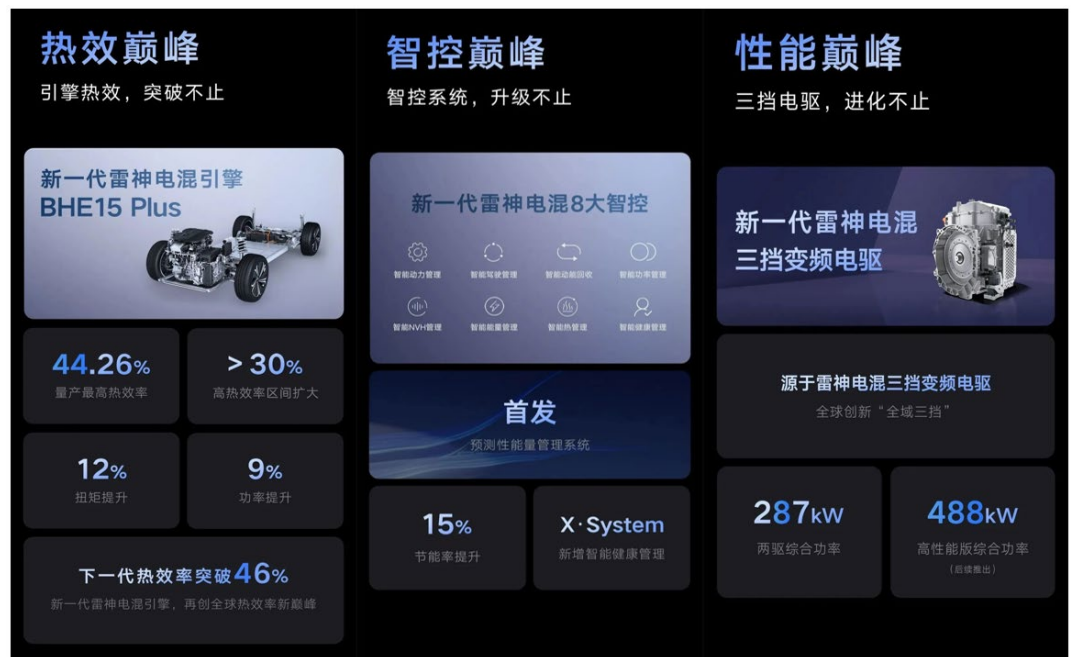 热效巅峰
引擎热效，突破不止
新一代雷神电混引擎
BHE15 Plus
44.26%
量产最高热效率
> 30%
高热效率区间扩大
12%
扭矩提升
9%
功率提升
下一代热效率突破46%
新一代雷神电混引擎，再创全球热效率新巅峰
智控巅峰
智控系统，升级不止
新一代雷神电混8大智控
智能动力管理
智能驾驶管理
智能动能回收
智能功率管理
智能NVH管理
智能能量管理
智能热管理
智能健康管理
首发
预测性能量管理系统
15%
节能率提升
X·System
新增智能健康管理
性能巅峰
三挡电驱，进化不止
新一代雷神电混
三挡变频电驱
源于雷神电混三挡变频电驱
全球创新“全域三挡”
287kW
两驱综合功率
488kW
高性能版综合功率
（后续推出）